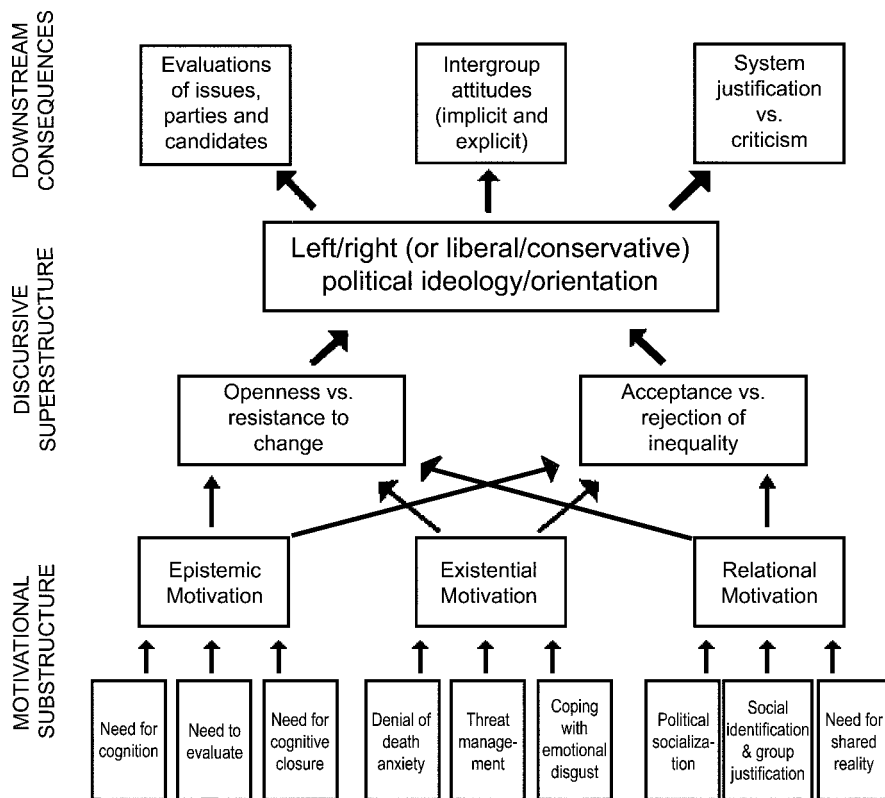 DOWNSTREAM
CONSEQUENCES
Evaluations
of issues,
parties and
candidates
Intergroup
attitudes
(implicit and
explicit)
System
justification
vs.
criticism
DISCURSIVE
SUPERSTRUCTURE
Left/right (or liberal/conservative)
political ideology/orientation
Openness vs.
resistance to
change
Acceptance vs.
rejection of
inequality
MOTIVATIONAL
SUBSTRUCTURE
Epistemic
Motivation
Existential
Motivation
Relational
Motivation
Need for
cognition
Need to
evaluate
Need for
cognitive
closure
Denial of
death
anxiety
Threat
manage-
ment
Coping
with
emotional
disgust
Political
socializa-
tion
Social
identification
& group
justification
Need for
shared
reality